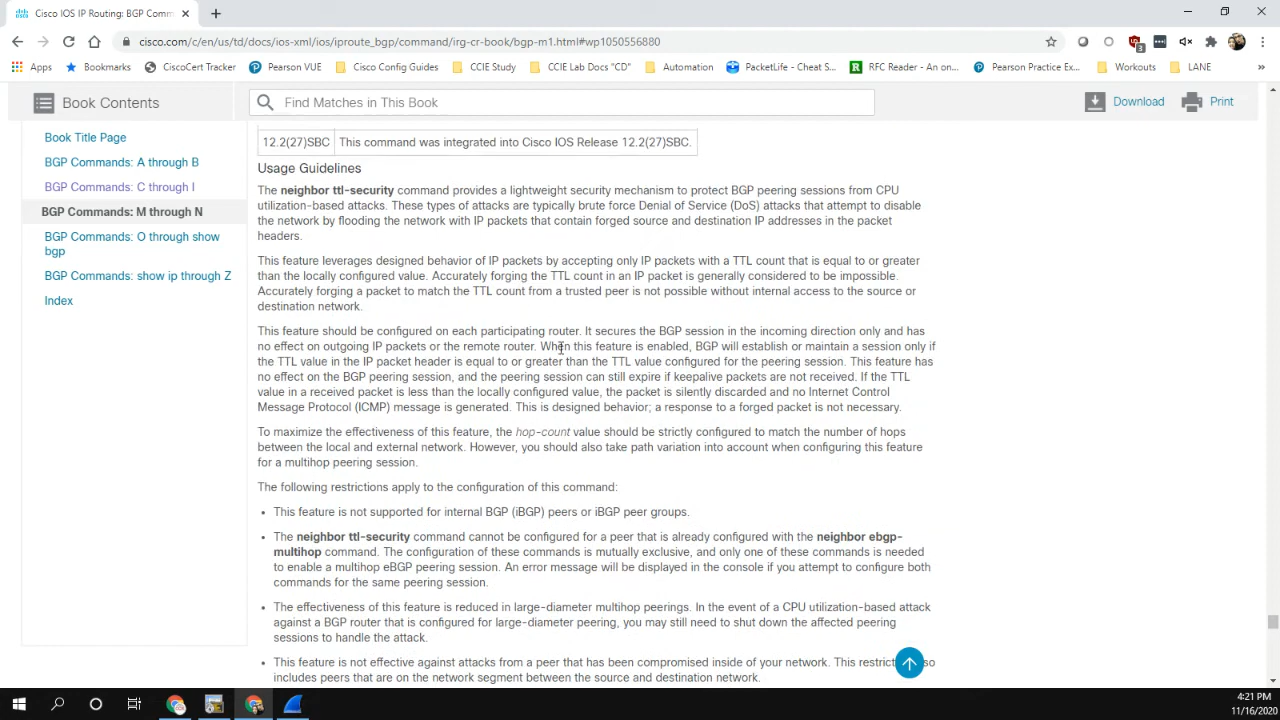 Cisco IOS IP Routing: BGP Comm
cisco.com/c/en/us/td/docs/ios-xml/ios/iproute_bgp/command/irg-cr-book/bgp-m1.html#wp1050556880
3
Apps
Bookmarks
CiscoCert Tracker
Pearson VUE
Cisco Config Guides
CCIE Study
CCIE Lab Docs "CD"
Automation
PacketLife - Cheat S...
RFC Reader - An on...
Pearson Practice Ex...
Workouts
LANE
»
Book Contents
Find Matches in This Book
Download
Print
Book Title Page
BGP Commands: A through B
BGP Commands: C through I
BGP Commands: M through N
BGP Commands: O through show
bgp
BGP Commands: show ip through Z
Index
12.2(27)SBC This command was integrated into Cisco IOS Release 12.2(27)SBC.
Usage Guidelines
The neighbor ttl-security command provides a lightweight security mechanism to protect BGP peering sessions from CPU
utilization-based attacks. These types of attacks are typically brute force Denial of Service (DoS) attacks that attempt to disable
the network by flooding the network with IP packets that contain forged source and destination IP addresses in the packet
headers.
This feature leverages designed behavior of IP packets by accepting only IP packets with a TTL count that is equal to or greater
than the locally configured value. Accurately forging the TTL count in an IP packet is generally considered to be impossible.
Accurately forging a packet to match the TTL count from a trusted peer is not possible without internal access to the source or
destination network.
This feature should be configured on each participating router. It secures the BGP session in the incoming direction only and has
no effect on outgoing IP packets or the remote router. When this feature is enabled, BGP will establish or maintain a session only if
the TTL value in the IP packet header is equal to or greater than the TTL value configured for the peering session. This feature has
no effect on the BGP peering session, and the peering session can still expire if keepalive packets are not received. If the TTL
value in a received packet is less than the locally configured value, the packet is silently discarded and no Internet Control
Message Protocol (ICMP) message is generated. This is designed behavior; a response to a forged packet is not necessary.
To maximize the effectiveness of this feature, the hop-count value should be strictly configured to match the number of hops
between the local and external network. However, you should also take path variation into account when configuring this feature
for a multihop peering session.
The following restrictions apply to the configuration of this command:
• This feature is not supported for internal BGP (iBGP) peers or iBGP peer groups.
• The neighbor ttl-security command cannot be configured for a peer that is already configured with the neighbor ebgp-
multihop command. The configuration of these commands is mutually exclusive, and only one of these commands is needed
to enable a multihop eBGP peering session. An error message will be displayed in the console if you attempt to configure both
commands for the same peering session.
• The effectiveness of this feature is reduced in large-diameter multihop peerings. In the event of a CPU utilization-based attack
against a BGP router that is configured for large-diameter peering, you may still need to shut down the affected peering
sessions to handle the attack.
• This feature is not effective against attacks from a peer that has been compromised inside of your network. This restrict so
includes peers that are on the network segment between the source and destination network.
4:21 PM
11/16/2020